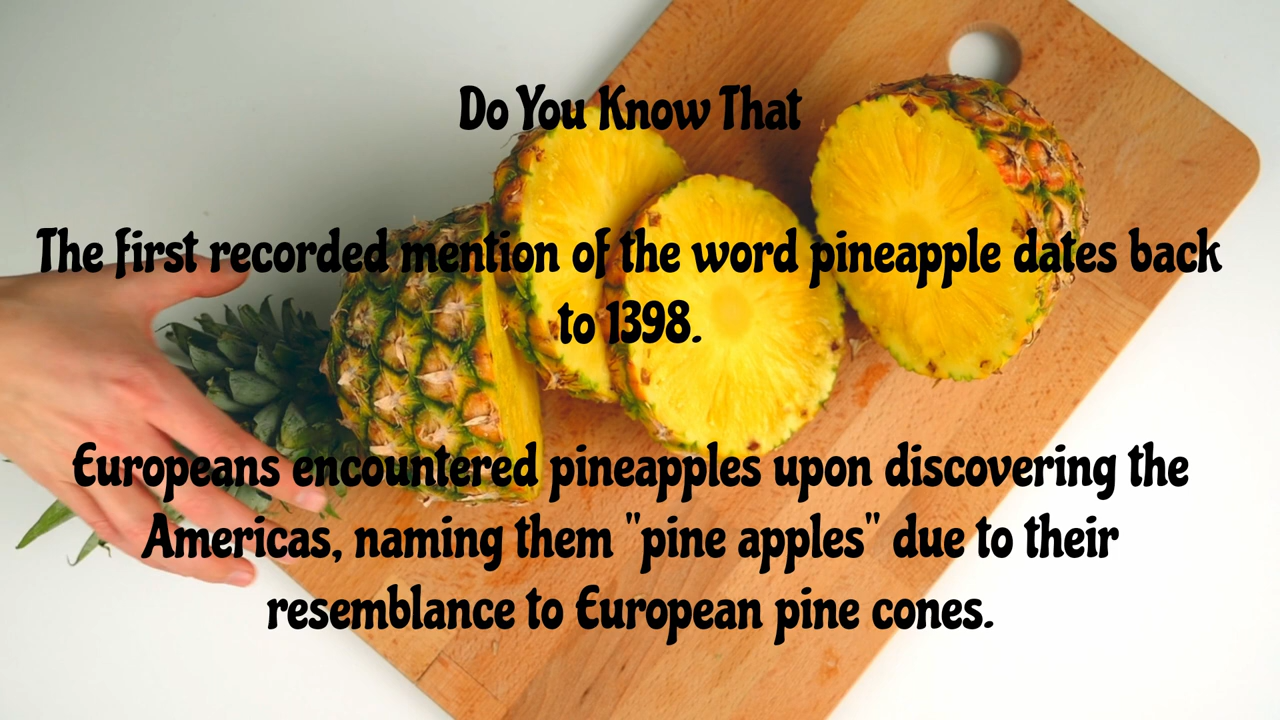 Do You Know That
The first recorded mention of the word pineapple dates back
to 1398.
Europeans encountered pineapples upon discovering the
Americas, naming them "pine apples" due to their
resemblance to European pine cones.